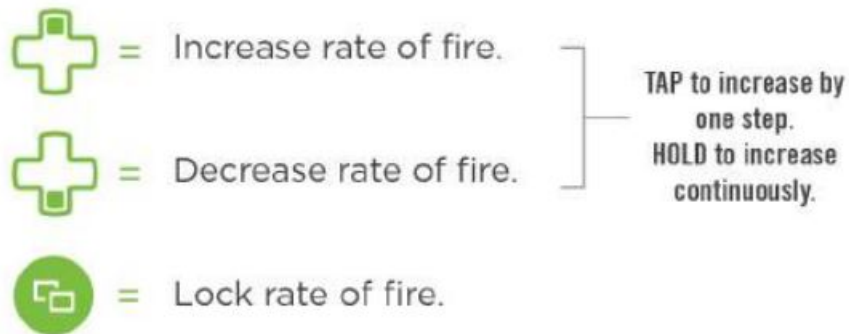 = Increase rate of fire.
TAP to increase by
one step.
HOLD to increase
continuously.
= Decrease rate of fire.
= Lock rate of fire.